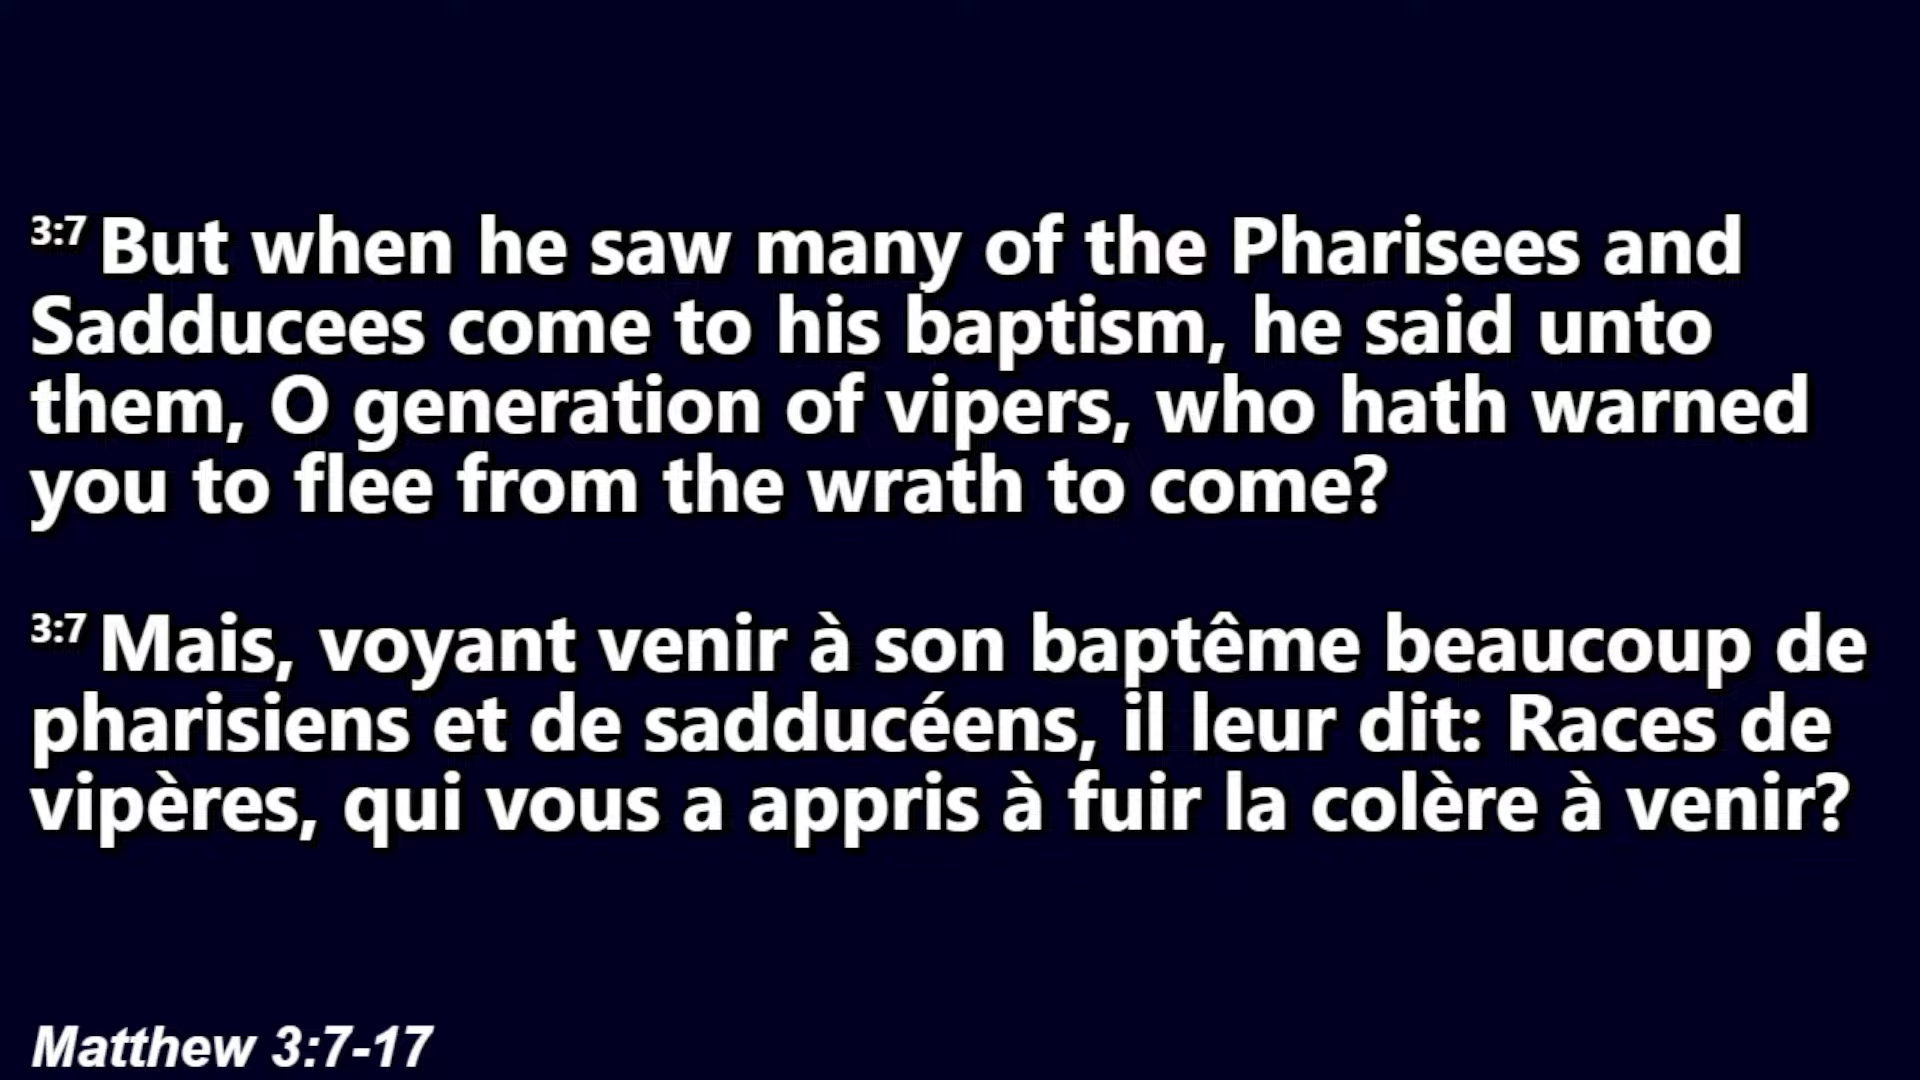 3:7 But when he saw many of the Pharisees and
Sadducees come to his baptism, he said unto
them, O generation of vipers, who hath warned
you to flee from the wrath to come?
3:7 Mais, voyant venir à son baptême beaucoup de
pharisiens et de sadducéens, il leur dit: Races de
vipères, qui vous a appris à fuir la colère à venir?
Matthew 3:7-17